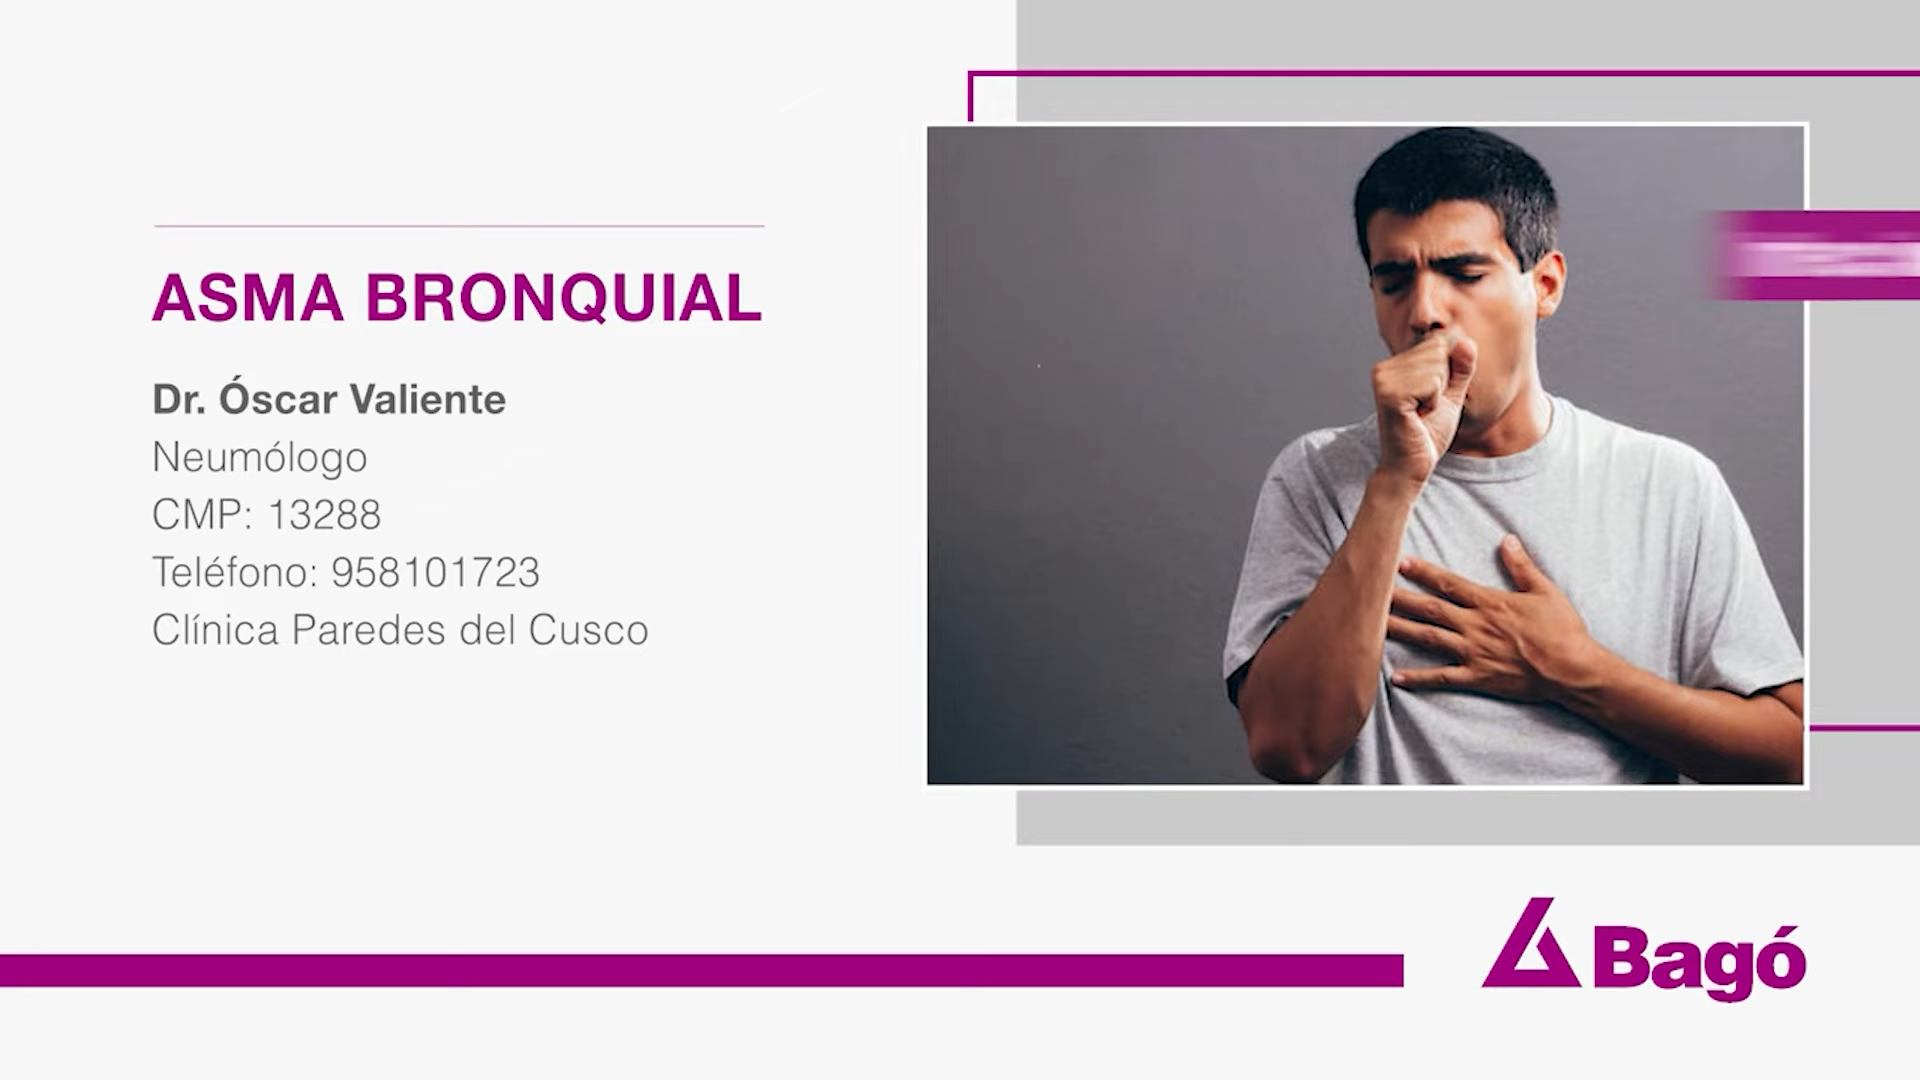 ASMA BRONQUIAL
Dr. Óscar Valiente
Neumólogo
CMP: 13288
Teléfono: 958101723
Clínica Paredes del Cusco
Bagó